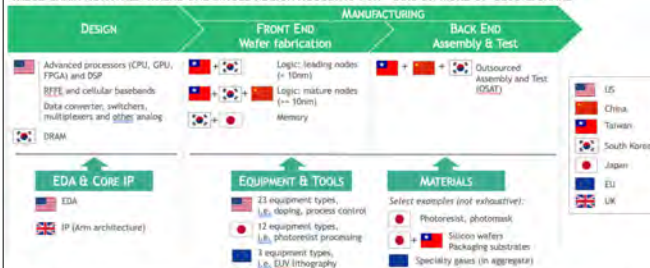 MANUFACTURING
DESIGN
FRONT END
Wafer fabrication
BACK END
Assembly & Test
Advanced processors (CPU, GPU,
FPGA) and DSP
RFFE and cellular basebands
Data converter, switchers,
multiplexers and other analog
DRAM
+
Logic: leading nodes
(< 10nm)
+ +
Logic: mature nodes
(>= 10nm)
+
Memory
+ +
Outsourced
Assembly and Test
(OSAT)
US
China
Taiwan
South Korea
Japan
EU
UK
EDA & CORE IP
EDA
IP (Arm architecture)
EQUIPMENT & TOOLS
23 equipment types,
i.e. doping, process control
12 equipment types,
i.e. photoresist processing
3 equipment types,
i.e. EUV lithography
MATERIALS
Select examples (not exhaustive):
Photoresist, photomask
+
Silicon wafers
Packaging substrates
Specialty gases (in aggregate)